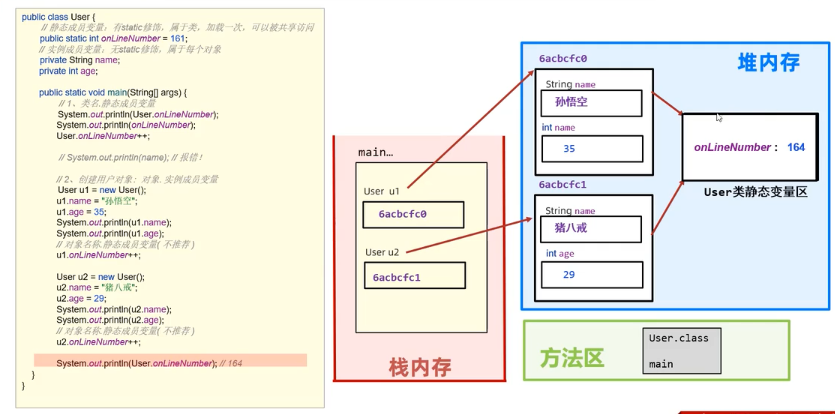 public class User {
// 静态成员变量，有static修饰，属于类，加载一次，可以被共享访问
public static int onLineNumber = 161;
// 实例成员变量，无static修饰，属于每个对象
private String name;
private int age;
public static void main(String[] args) {
// 1、类名.静态成员变量
System.out.println(User.onLineNumber);
System.out.println(onLineNumber);
User.onLineNumber++;
// System.out.println(name); // 报错！
// 2、创建用户对象：对象.实例成员变量
User u1 = new User();
u1.name = "孙悟空";
u1.age = 35;
System.out.println(u1.name);
System.out.println(u1.age);
// 对象名称.静态成员变量( 不推荐 )
u1.onLineNumber++;
User u2 = new User();
u2.name = "猪八戒";
u2.age = 29;
System.out.println(u2.name);
System.out.println(u2.age);
// 对象名称.静态成员变量( 不推荐 )
u2.onLineNumber++;
System.out.println(User.onLineNumber); // 164
}
}
main…
User u1
6acbcfc0
User u2
6acbcfc1
栈内存
堆内存
6acbcfc0
String name
孙悟空
int name
35
6acbcfc1
String name
猪八戒
int age
29
onLineNumber： 164
User类静态变量区
方法区
User.class
main